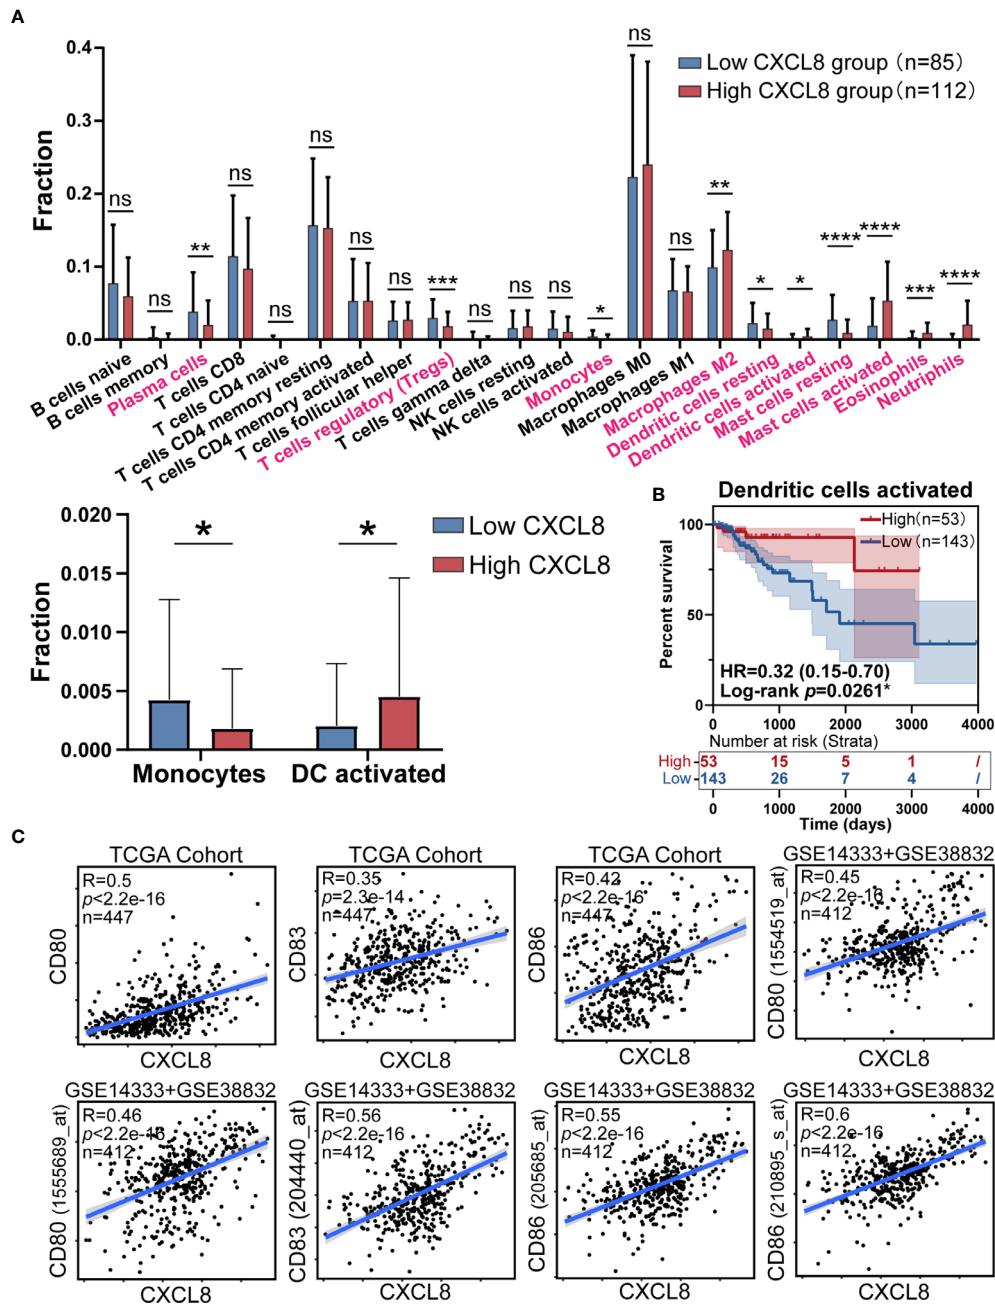 A
0.4
0.3
0.2
0.1
0.0
Fraction
Low CXCL8 group (n=85)
High CXCL8 group(n=112)
ns
ns
**
ns
ns
ns
ns
ns
***
ns
ns
ns
*
ns
ns
**
*
*
****
****
***
****
B cells naive
B cells memory
Plasma cells
T cells CD8
T cells CD4 naive
T cells CD4 memory resting
T cells CD4 memory activated
T cells follicular helper
T cells regulatory (Tregs)
T cells gamma delta
NK cells resting
NK cells activated
Monocytes
Macrophages M0
Macrophages M1
Macrophages M2
Dendritic cells resting
Dendritic cells activated
Mast cells resting
Mast cells activated
Eosinophils
Neutriphils
0.020
0.015
0.010
0.005
0.000
Fraction
*
*
Low CXCL8
High CXCL8
Monocytes
DC activated
B
Dendritic cells activated
High(n=53)
Low (n=143)
Percent survival
100
50
0
HR=0.32 (0.15-0.70)
Log-rank p=0.0261*
0 1000 2000 3000 4000
Number at risk (Strata)
High 53 15 5 1 /
Low 143 26 7 4 /
0 1000 2000 3000 4000
Time (days)
C
TCGA Cohort
R=0.5
p<2.2e-16
n=447
CD80
CXCL8
TCGA Cohort
R=0.35
p=2.3e-14
n=447
CD83
CXCL8
TCGA Cohort
R=0.42
p<2.2e-16
n=447
CD86
CXCL8
GSE14333+GSE38832
R=0.45
p<2.2e-16
n=412
CD80 (1554519_at)
CXCL8
GSE14333+GSE38832
R=0.46
p<2.2e-16
n=412
CD80 (1555689_at)
CXCL8
GSE14333+GSE38832
R=0.56
p<2.2e-16
n=412
CD83 (204440_at)
CXCL8
GSE14333+GSE38832
R=0.55
p<2.2e-16
n=412
CD86 (205685_at)
CXCL8
GSE14333+GSE38832
R=0.6
p<2.2e-16
n=412
CD86 (210895_s_at)
CXCL8